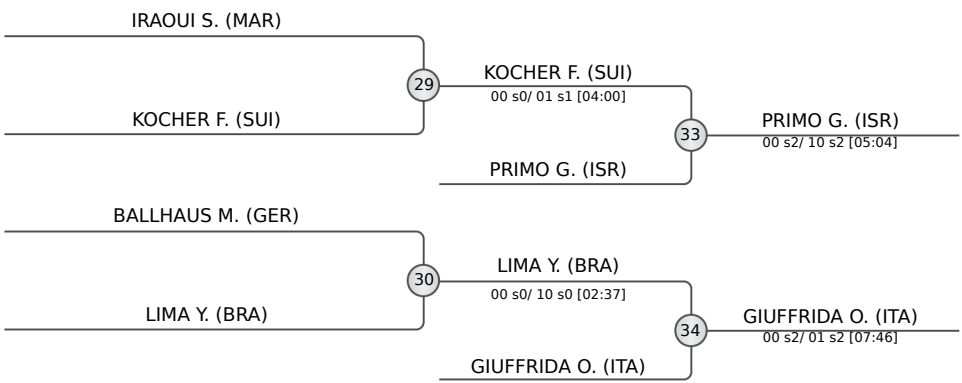 IRAOUI S. (MAR)
29
KOCHER F. (SUI)
KOCHER F. (SUI)
00 s0/ 01 s1 [04:00]
33
PRIMO G. (ISR)
PRIMO G. (ISR)
00 s2/ 10 s2 [05:04]
BALLHAUS M. (GER)
30
LIMA Y. (BRA)
LIMA Y. (BRA)
00 s0/ 10 s0 [02:37]
34
GIUFFRIDA O. (ITA)
GIUFFRIDA O. (ITA)
00 s2/ 01 s2 [07:46]